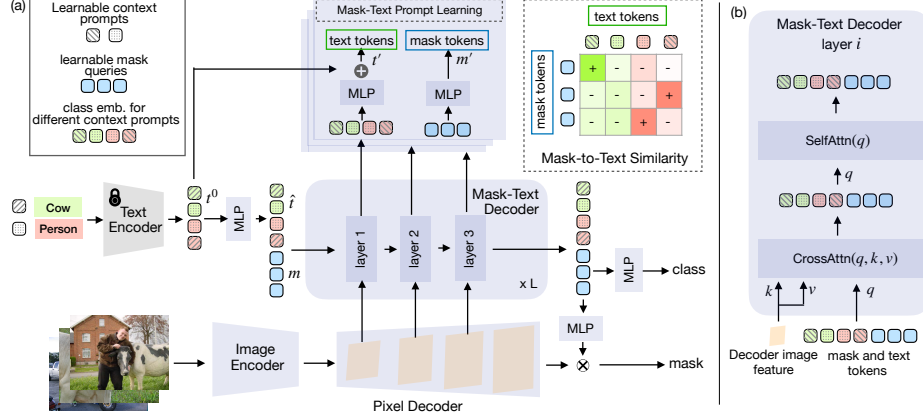 (a)
Learnable context
prompts
learnable mask
queries
class emb. for
different context prompts
Mask-Text Prompt Learning
text tokens
mask tokens
t′
m′
+
MLP
MLP
text tokens
mask tokens
+ - - -
- - - +
- - + -
Mask-to-Text Similarity
Cow
Person
Text
Encoder
t⁰
MLP
t̂
m
Mask-Text
Decoder
layer 1
layer 2
layer 3
x L
MLP
class
MLP
mask
Image
Encoder
Pixel Decoder
(b)
Mask-Text Decoder
layer i
SelfAttn(q)
q
CrossAttn(q, k, v)
k
v
q
Decoder image
feature
mask and text
tokens